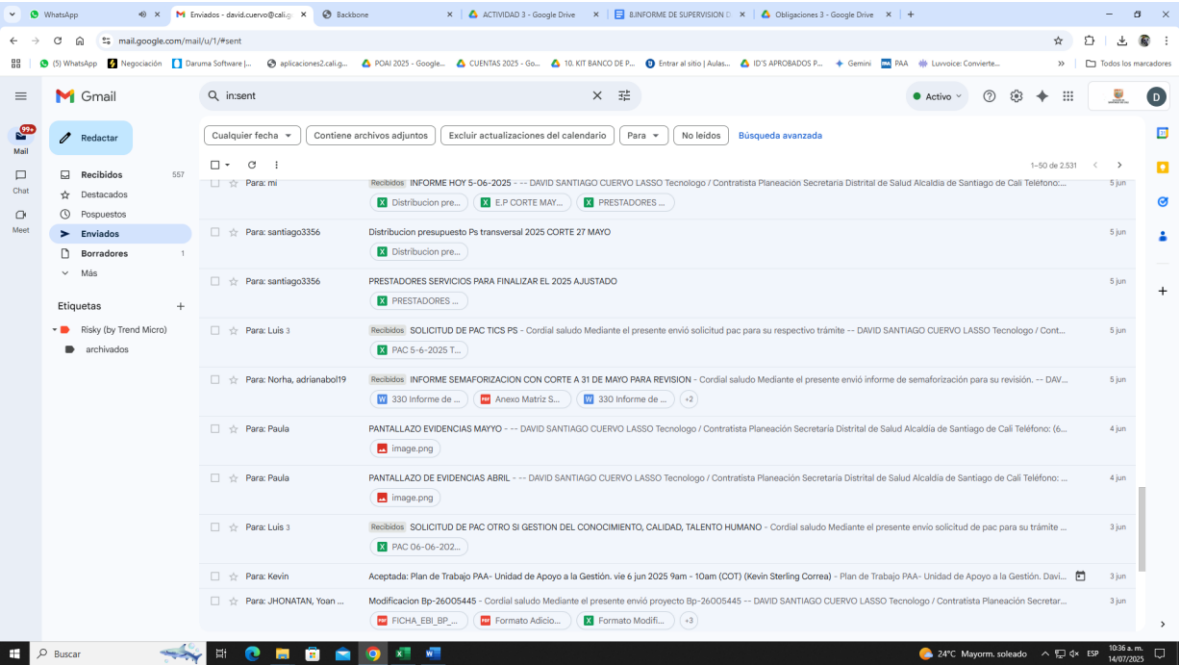 WhatsApp
Enviados - david.cuervo@cali.g
Backbone
ACTIVIDAD 3 - Google Drive
8.INFORME DE SUPERVISION D
Obligaciones 3 - Google Drive
mail.google.com/mail/u/1/#sent
(5) WhatsApp
Negociación
Daruma Software |...
aplicaciones2.cali.g...
POAI 2025 - Google...
CUENTAS 2025 - Go...
10. KIT BANCO DE P...
Entrar al sitio | Aulas...
ID'S APROBADOS P...
Gemini
PAA
Luvvoice: Convierte...
Todos los marcadores
Gmail
in:sent
Activo
D
99+
Mail
Chat
Meet
Redactar
Recibidos 557
Destacados
Pospuestos
Enviados
Borradores 1
Más
Etiquetas
Risky (by Trend Micro)
archivados
Cualquier fecha
Contiene archivos adjuntos
Excluir actualizaciones del calendario
Para
No leídos
Búsqueda avanzada
1–50 de 2.531
Para: mí Recibidos INFORME HOY 5-06-2025 - -- DAVID SANTIAGO CUERVO LASSO Tecnologo / Contratista Planeación Secretaría Distrital de Salud Alcaldía de Santiago de Cali Teléfono:... 5 jun
Distribucion pre... E.P CORTE MAY... PRESTADORES ...
Para: santiago3356 Distribucion presupuesto Ps transversal 2025 CORTE 27 MAYO 5 jun
Distribucion pre...
Para: santiago3356 PRESTADORES SERVICIOS PARA FINALIZAR EL 2025 AJUSTADO 5 jun
PRESTADORES ...
Para: Luis 3 Recibidos SOLICITUD DE PAC TICS PS - Cordial saludo Mediante el presente envió solicitud pac para su respectivo trámite -- DAVID SANTIAGO CUERVO LASSO Tecnologo / Cont... 5 jun
PAC 5-6-2025 T...
Para: Norha, adrianabol19 Recibidos INFORME SEMAFORIZACION CON CORTE A 31 DE MAYO PARA REVISION - Cordial saludo Mediante el presente envió informe de semaforización para su revisión. -- DAV... 5 jun
330 Informe de ... Anexo Matriz S... 330 Informe de ... +2
Para: Paula PANTALLAZO EVIDENCIAS MAYYO - -- DAVID SANTIAGO CUERVO LASSO Tecnologo / Contratista Planeación Secretaría Distrital de Salud Alcaldía de Santiago de Cali Teléfono: (6... 4 jun
image.png
Para: Paula PANTALLAZO DE EVIDENCIAS ABRIL - -- DAVID SANTIAGO CUERVO LASSO Tecnologo / Contratista Planeación Secretaría Distrital de Salud Alcaldía de Santiago de Cali Teléfono: ... 4 jun
image.png
Para: Luis 3 Recibidos SOLICITUD DE PAC OTRO SI GESTION DEL CONOCIMIENTO, CALIDAD, TALENTO HUMANO - Cordial saludo Mediante el presente envio solicitud de pac para su trámite ... 3 jun
PAC 06-06-202...
Para: Kevin Aceptada: Plan de Trabajo PAA- Unidad de Apoyo a la Gestión. vie 6 jun 2025 9am - 10am (COT) (Kevin Sterling Correa) - Plan de Trabajo PAA- Unidad de Apoyo a la Gestión. Davi... 3 jun
Para: JHONATAN, Yoan ... Modificacion Bp-26005445 - Cordial saludo Mediante el presente envió proyecto Bp-26005445 -- DAVID SANTIAGO CUERVO LASSO Tecnologo / Contratista Planeación Secretar... 3 jun
FICHA_EBI_BP_... Formato Adicio... Formato Modifi... +3
Buscar
24°C Mayorm. soleado
ESP
10:36 a. m.
14/07/2025